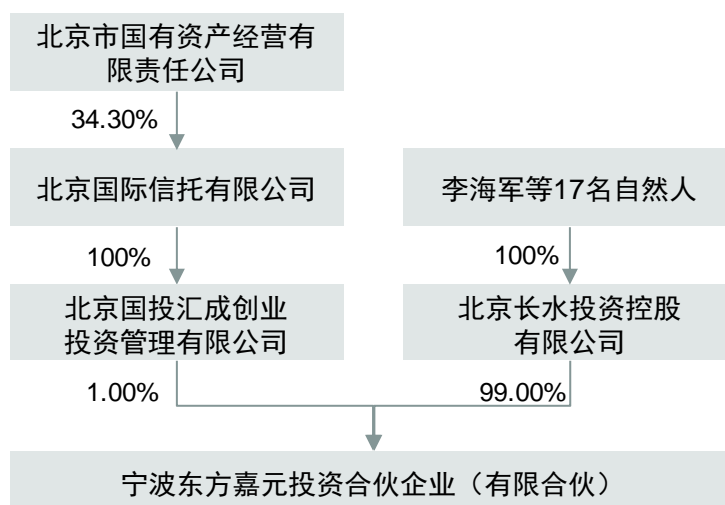 北京市国有资产经营有
限责任公司
34.30%
北京国际信托有限公司
李海军等17名自然人
100%
100%
北京国投汇成创业
投资管理有限公司
北京长水投资控股
有限公司
1.00%
99.00%
宁波东方嘉元投资合伙企业（有限合伙）